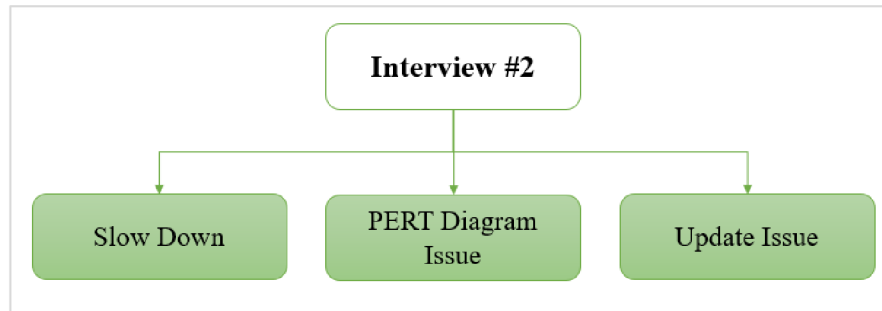 Interview #2
Slow Down
PERT Diagram
Issue
Update Issue